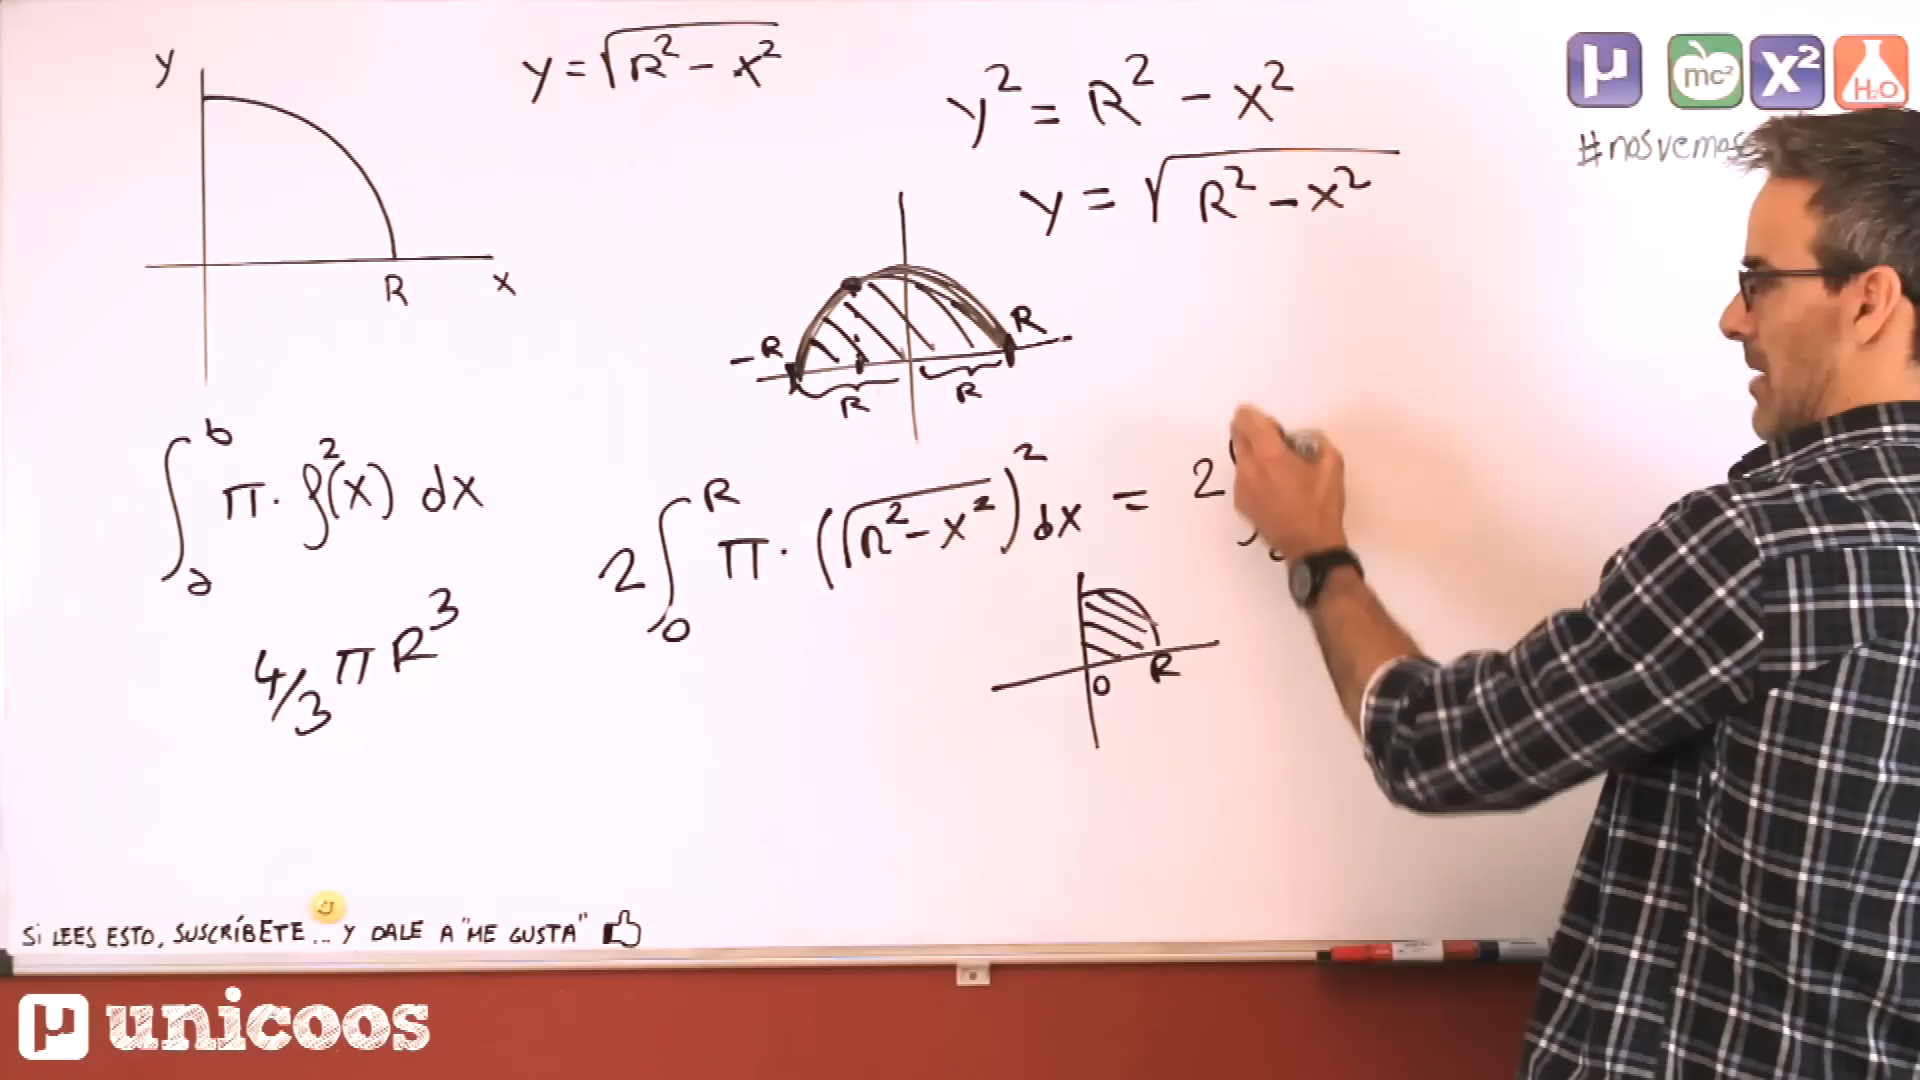 y
R
x
y = √(R² − x²)
y² = R² − x²
y = √(R² − x²)
−R
R
R
R
∫ₐᵇ π · f²(x) dx
4/3 π R³
2 ∫₀ᴿ π · (√(R² − x²))² dx = 2
0
R
μ
mc²
x²
H₂O
SI LEES ESTO, SUSCRÍBETE... Y DALE A "ME GUSTA"
μ unicoos